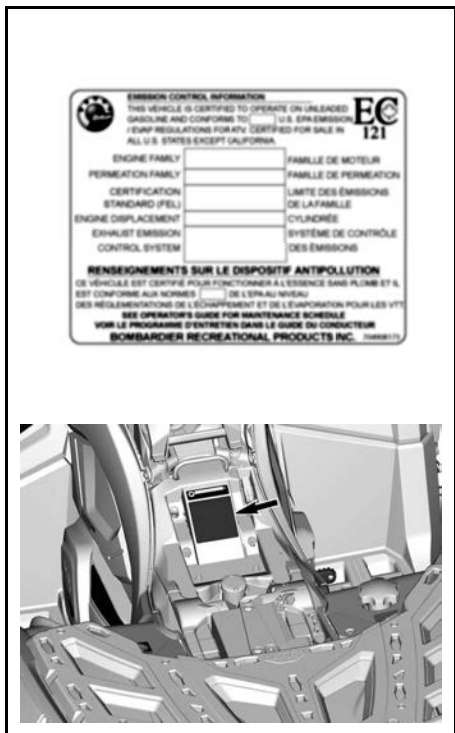 EMISSION CONTROL INFORMATION
THIS VEHICLE IS CERTIFIED TO OPERATE ON UNLEADED
GASOLINE AND CONFORMS TO U.S. EPA EMISSION
/ EVAP REGULATIONS FOR ATV. CERTIFIED FOR SALE IN
ALL U.S. STATES EXCEPT CALIFORNIA.
EC
121
ENGINE FAMILY FAMILLE DE MOTEUR
PERMEATION FAMILY FAMILLE DE PERMEATION
CERTIFICATION LIMITE DES ÉMISSIONS
STANDARD (FEL) DE LA FAMILLE
ENGINE DISPLACEMENT CYLINDRÉE
EXHAUST EMISSION SYSTÈME DE CONTRÔLE
CONTROL SYSTEM DES ÉMISSIONS
RENSEIGNEMENTS SUR LE DISPOSITIF ANTIPOLLUTION
CE VÉHICULE EST CERTIFIÉ POUR FONCTIONNER À L'ESSENCE SANS PLOMB ET IL
EST CONFORME AUX NORMES DE L'EPA AU NIVEAU
DES RÉGLEMENTATIONS DE L'ÉCHAPPEMENT ET DE L'ÉVAPORATION POUR LES VTT.
SEE OPERATOR'S GUIDE FOR MAINTENANCE SCHEDULE
VOIR LE PROGRAMME D'ENTRETIEN DANS LE GUIDE DU CONDUCTEUR
BOMBARDIER RECREATIONAL PRODUCTS INC.